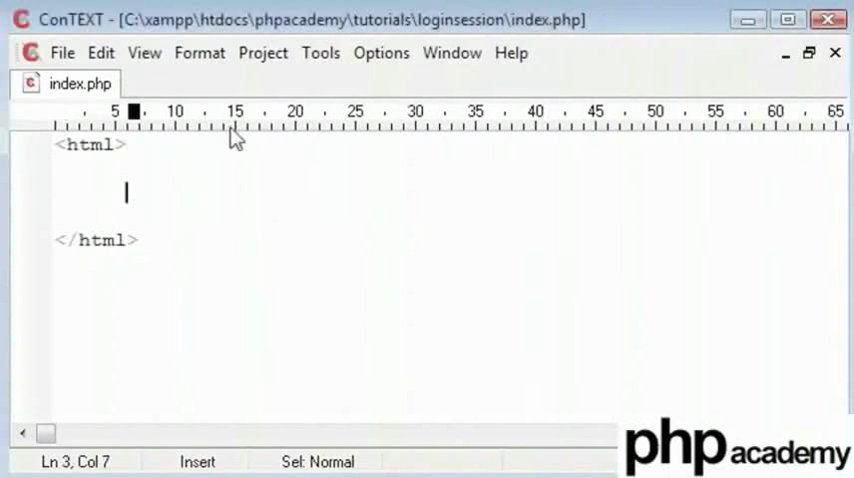 ConTEXT - [C:\xampp\htdocs\phpacademy\tutorials\loginsession\index.php]
File Edit View Format Project Tools Options Window Help
index.php
5 10 15 20 25 30 35 40 45 50 55 60 65
<html>
</html>
Ln 3, Col 7 Insert Sel: Normal
php academy